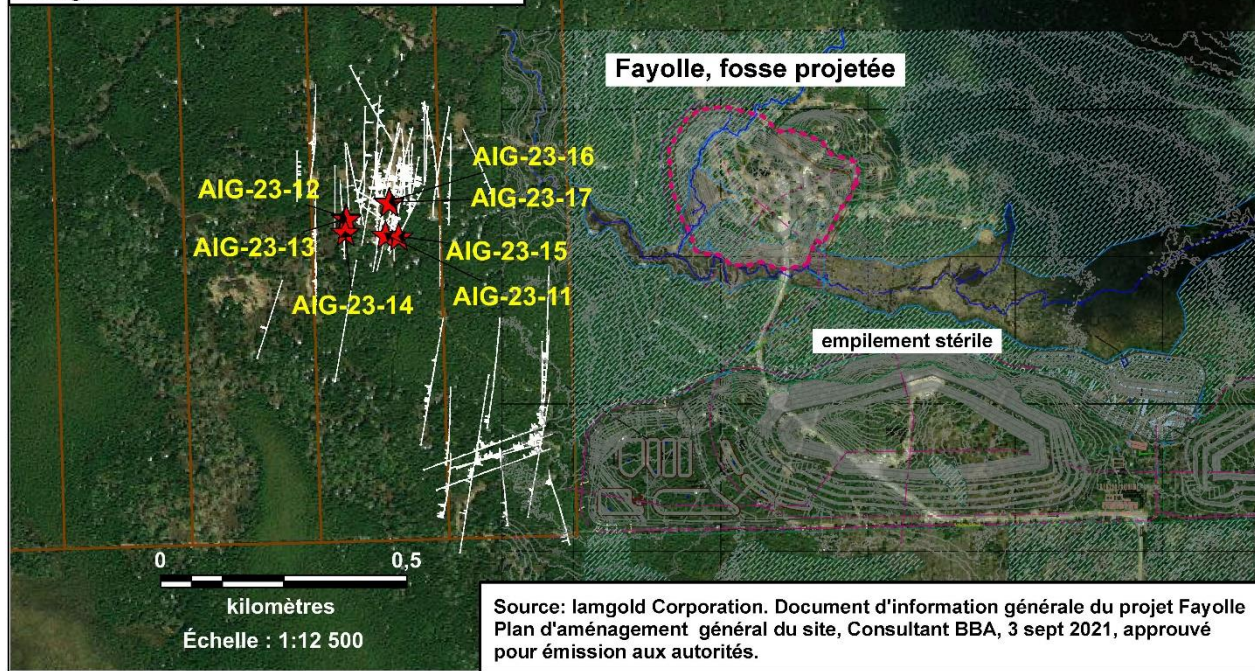 Fayolle, fosse projetée
AIG-23-16
AIG-23-12
AIG-23-17
AIG-23-13
AIG-23-15
AIG-23-14
AIG-23-11
empilement stérile
0 0,5
kilomètres
Échelle : 1:12 500
Source: Iamgold Corporation. Document d'information générale du projet Fayolle
Plan d'aménagement général du site, Consultant BBA, 3 sept 2021, approuvé
pour émission aux autorités.